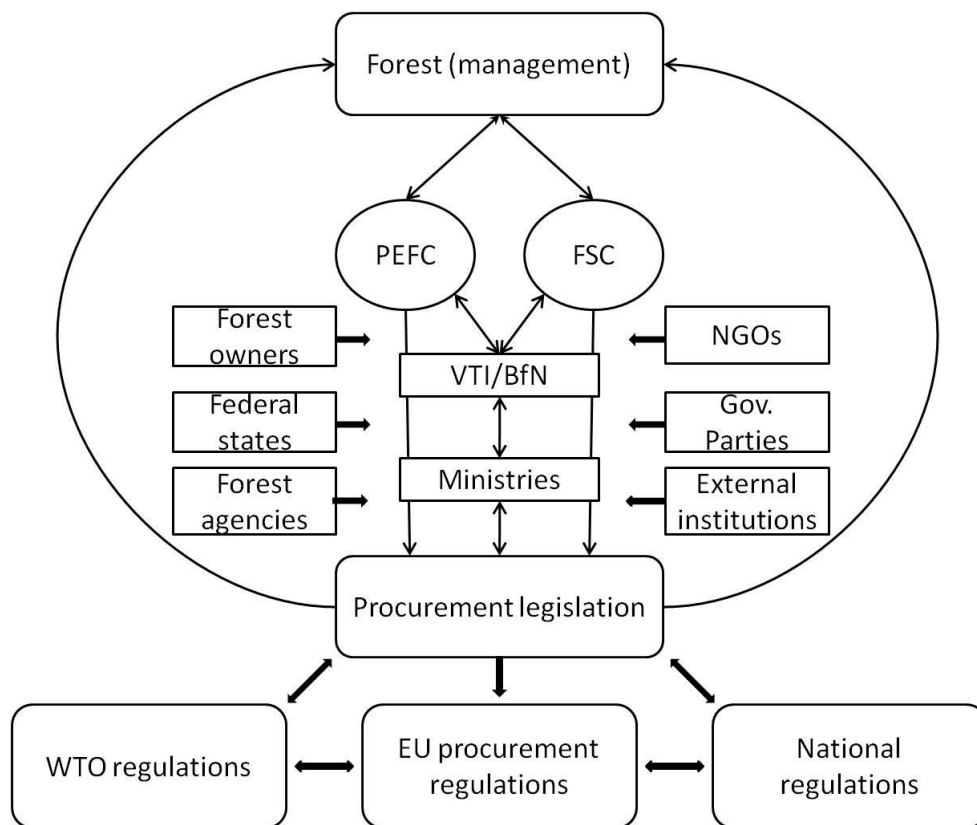 Forest (management)
PEFC
FSC
Forest
owners
NGOs
VTI/BfN
Federal
states
Gov.
Parties
Ministries
Forest
agencies
External
institutions
Procurement legislation
WTO regulations
EU procurement
regulations
National
regulations